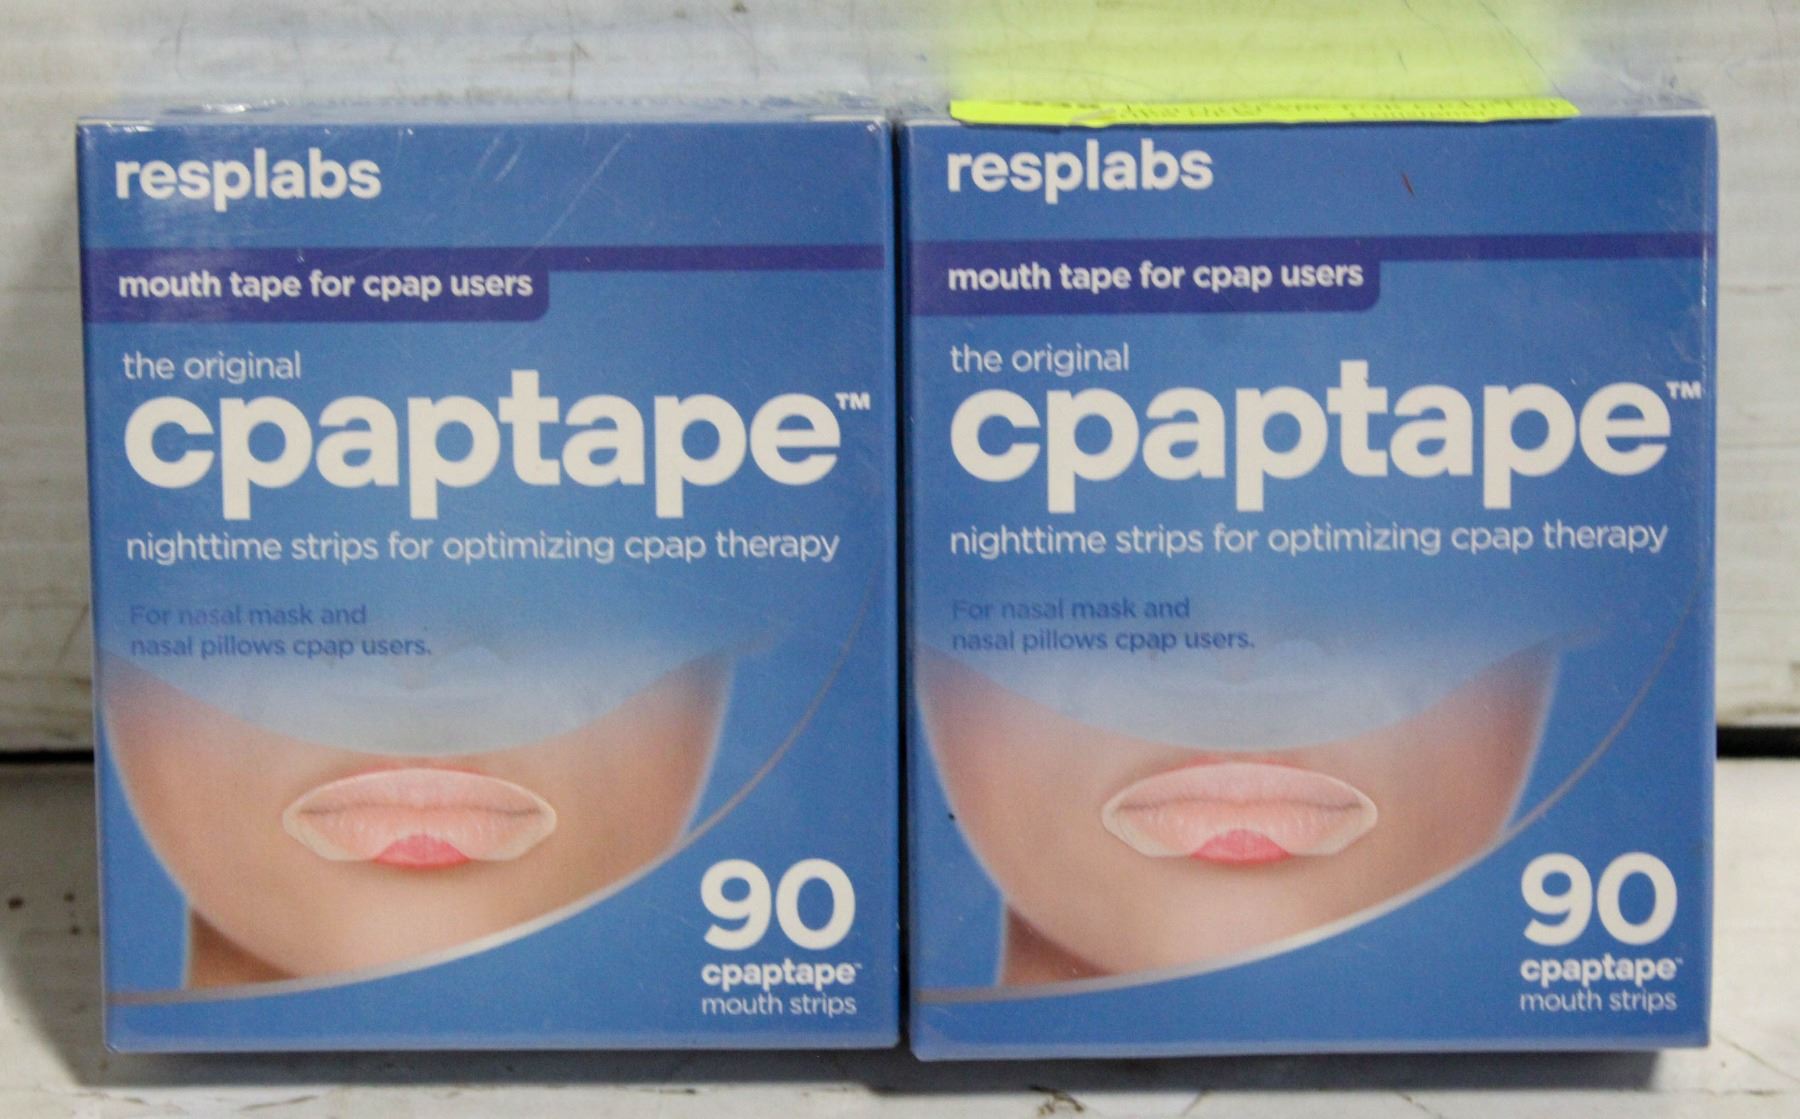 resplabs
mouth tape for cpap users
the original
cpaptape™
nighttime strips for optimizing cpap therapy
For nasal mask and
nasal pillows cpap users.
90
cpaptape™
mouth strips
resplabs
mouth tape for cpap users
the original
cpaptape™
nighttime strips for optimizing cpap therapy
For nasal mask and
nasal pillows cpap users.
90
cpaptape™
mouth strips